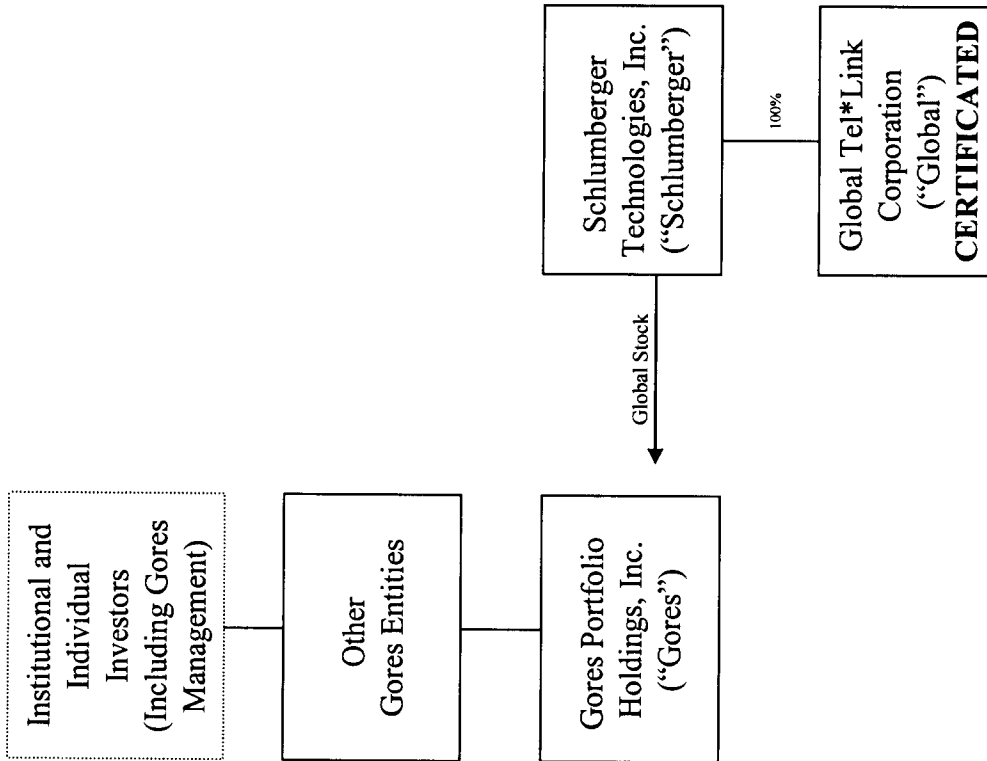 Institutional and
Individual
Investors
(Including Gores
Management)
Other
Gores Entities
Gores Portfolio
Holdings, Inc.
(“Gores”)
Global Stock
Schlumberger
Technologies, Inc.
(“Schlumberger”)
100%
Global Tel*Link
Corporation
(“Global”)
CERTIFICATED